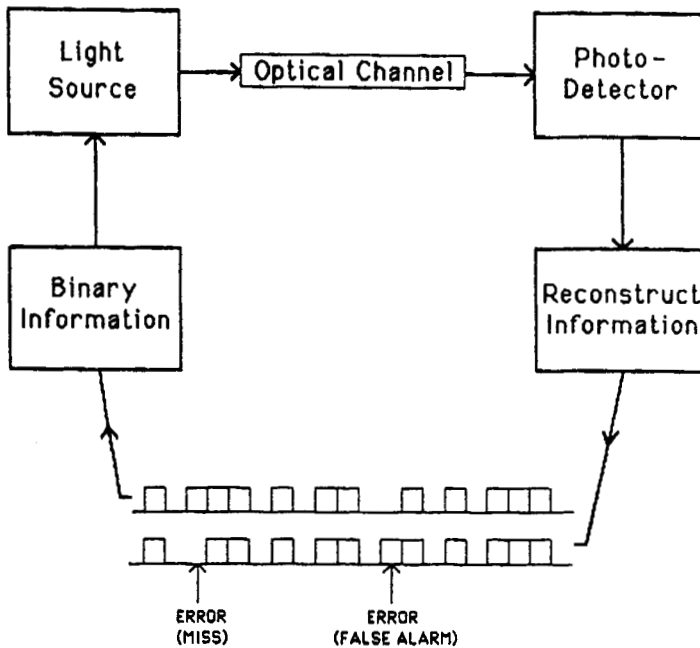 Light
Source
Optical Channel
Photo-
Detector
Binary
Information
Reconstruct
Information
ERROR
(MISS)
ERROR
(FALSE ALARM)